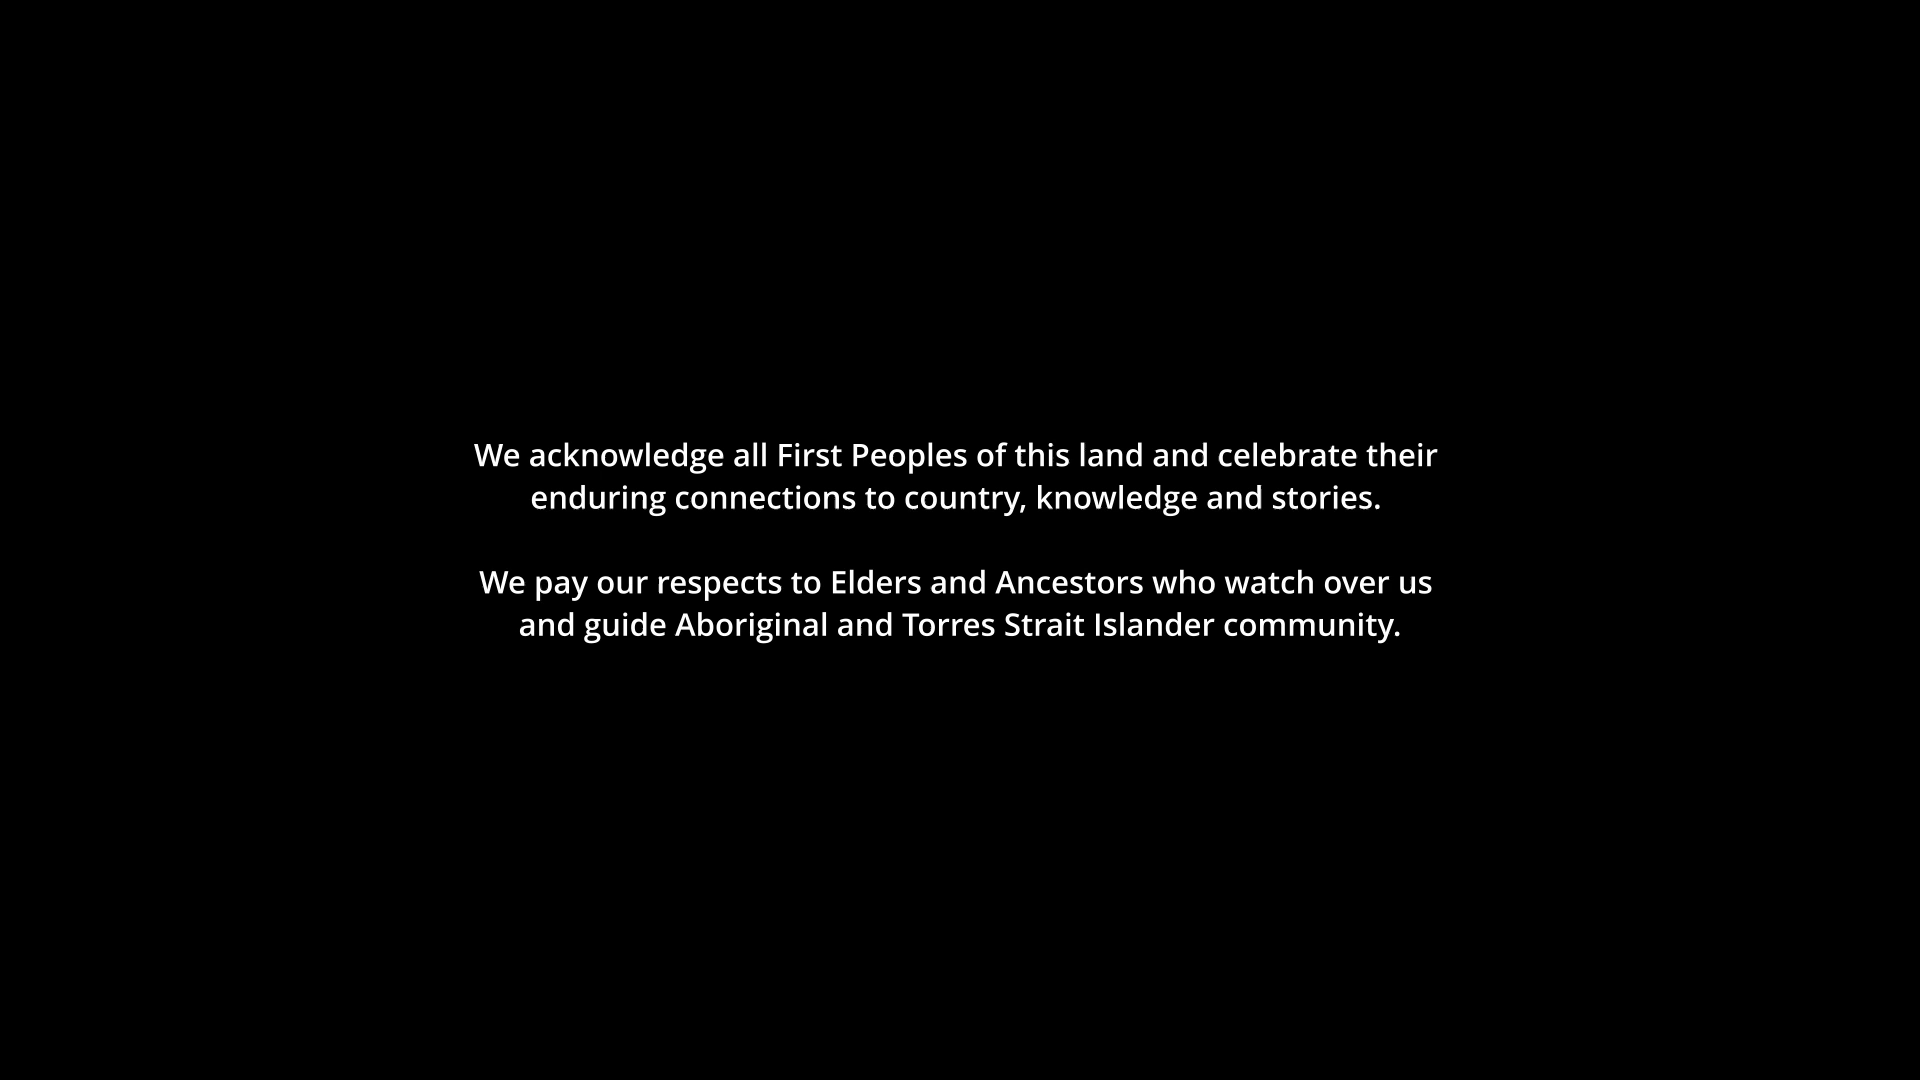 We acknowledge all First Peoples of this land and celebrate their
enduring connections to country, knowledge and stories.
We pay our respects to Elders and Ancestors who watch over us
and guide Aboriginal and Torres Strait Islander community.